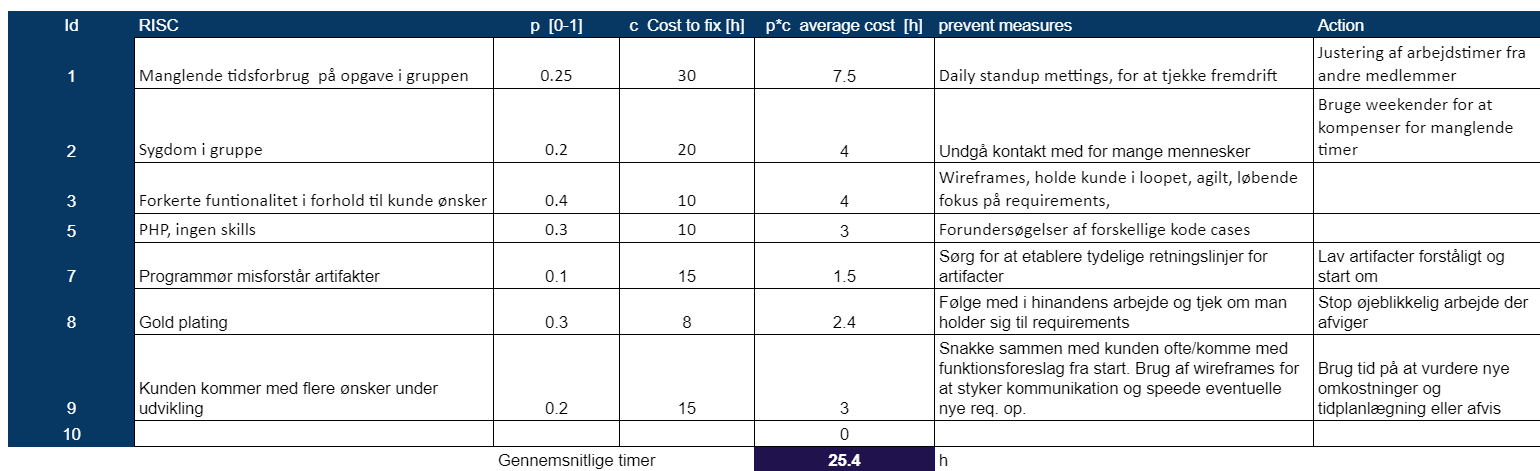 Id RISC p [0-1] c Cost to fix [h] p*c average cost [h] prevent measures Action
1 Manglende tidsforbrug på opgave i gruppen 0.25 30 7.5 Daily standup mettings, for at tjekke fremdrift Justering af arbejdstimer fra
andre medlemmer
2 Sygdom i gruppe 0.2 20 4 Undgå kontakt med for mange mennesker Bruge weekender for at
kompenser for manglende
timer
3 Forkerte funtionalitet i forhold til kunde ønsker 0.4 10 4 Wireframes, holde kunde i loopet, agilt, løbende
fokus på requirements,
5 PHP, ingen skills 0.3 10 3 Forundersøgelser af forskellige kode cases
7 Programmør misforstår artifakter 0.1 15 1.5 Sørg for at etablere tydelige retningslinjer for
artifacter
Lav artifacter forståligt og
start om
8 Gold plating 0.3 8 2.4 Følge med i hinandens arbejde og tjek om man
holder sig til requirements
Stop øjeblikkelig arbejde der
afviger
9 Kunden kommer med flere ønsker under
udvikling
0.2 15 3 Snakke sammen med kunden ofte/komme med
funktionsforeslag fra start. Brug af wireframes for
at styker kommunikation og speede eventuelle
nye req. op.
Brug tid på at vurdere nye
omkostninger og
tidplanlægning eller afvis
10 0
Gennemsnitlige timer 25.4 h